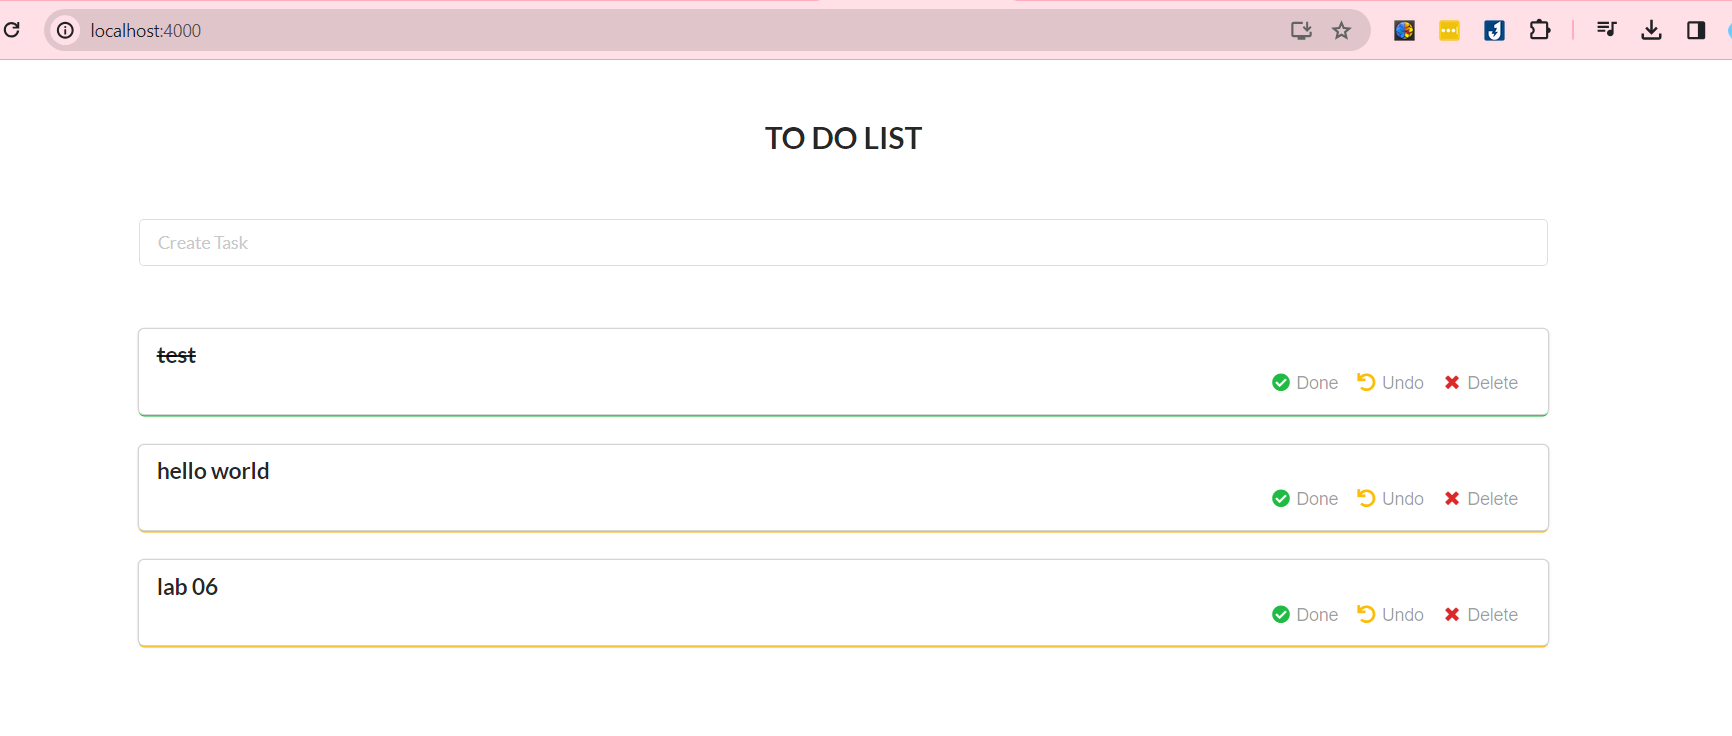 localhost:4000
TO DO LIST
Create Task
test
Done Undo Delete
hello world
Done Undo Delete
lab 06
Done Undo Delete